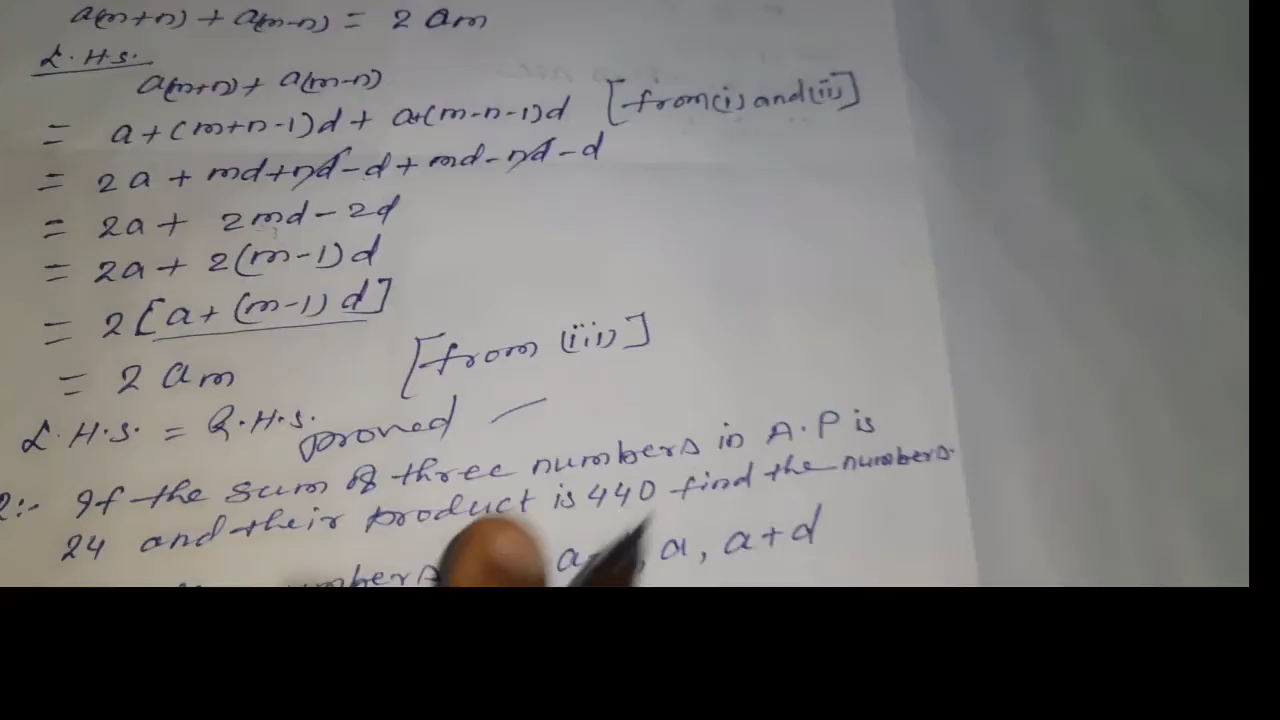 a(m+n) + a(m-n) = 2 am
L.H.S.
a(m+n) + a(m-n)
= a+(m+n-1)d + a+(m-n-1)d [from(i) and(ii)]
= 2a + md+nd-d+md-nd-d
= 2a + 2md-2d
= 2a + 2(m-1)d
= 2[a+(m-1)d]
= 2 am [from (iii)]
L.H.S. = R.H.S. proved
2:- If the sum of three numbers in A.P is
24 and their product is 440 find the numbers.
numbers a, a+d